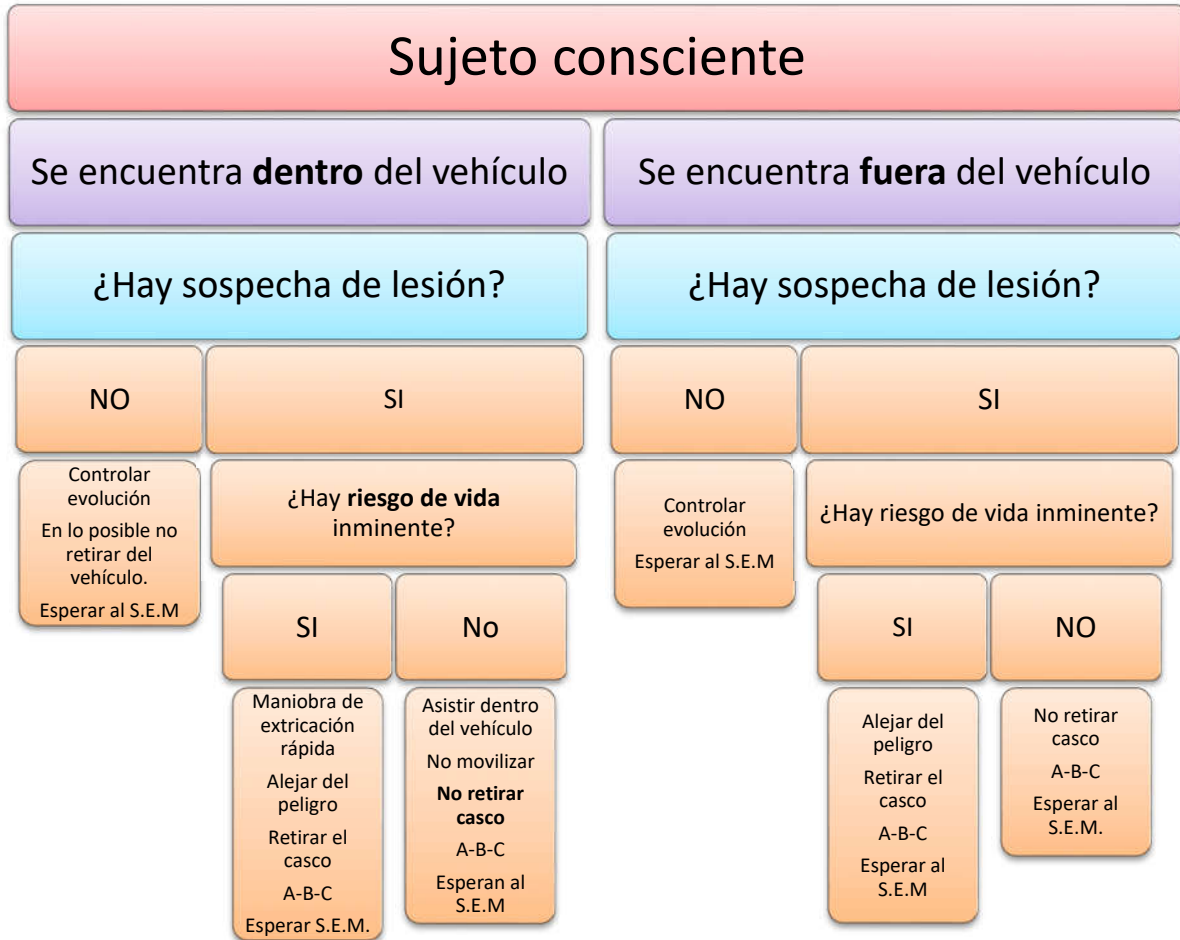 Sujeto consciente
Se encuentra dentro del vehículo
Se encuentra fuera del vehículo
¿Hay sospecha de lesión?
¿Hay sospecha de lesión?
NO
SI
NO
SI
Controlar
evolución
En lo posible no
retirar del
vehículo.
Esperar al S.E.M
¿Hay riesgo de vida
inminente?
Controlar
evolución
Esperar al S.E.M
¿Hay riesgo de vida inminente?
SI
No
SI
NO
Maniobra de
extricación
rápida
Alejar del
peligro
Retirar el
casco
A-B-C
Esperar S.E.M.
Asistir dentro
del vehículo
No movilizar
No retirar
casco
A-B-C
Esperan al
S.E.M
Alejar del
peligro
Retirar el
casco
A-B-C
Esperar al
S.E.M
No retirar
casco
A-B-C
Esperar al
S.E.M.